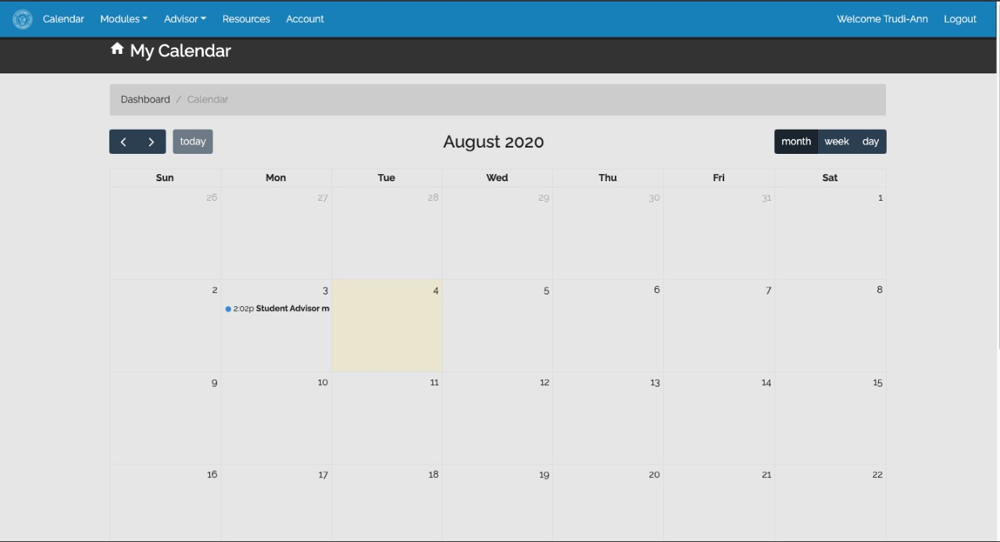 Calendar Modules Advisor Resources Account Welcome Trudi-Ann Logout
My Calendar
Dashboard / Calendar
today August 2020 month week day
Sun Mon Tue Wed Thu Fri Sat
26 27 28 29 30 31 1
2 3 4 5 6 7 8
2:02p Student Advisor m
9 10 11 12 13 14 15
16 17 18 19 20 21 22